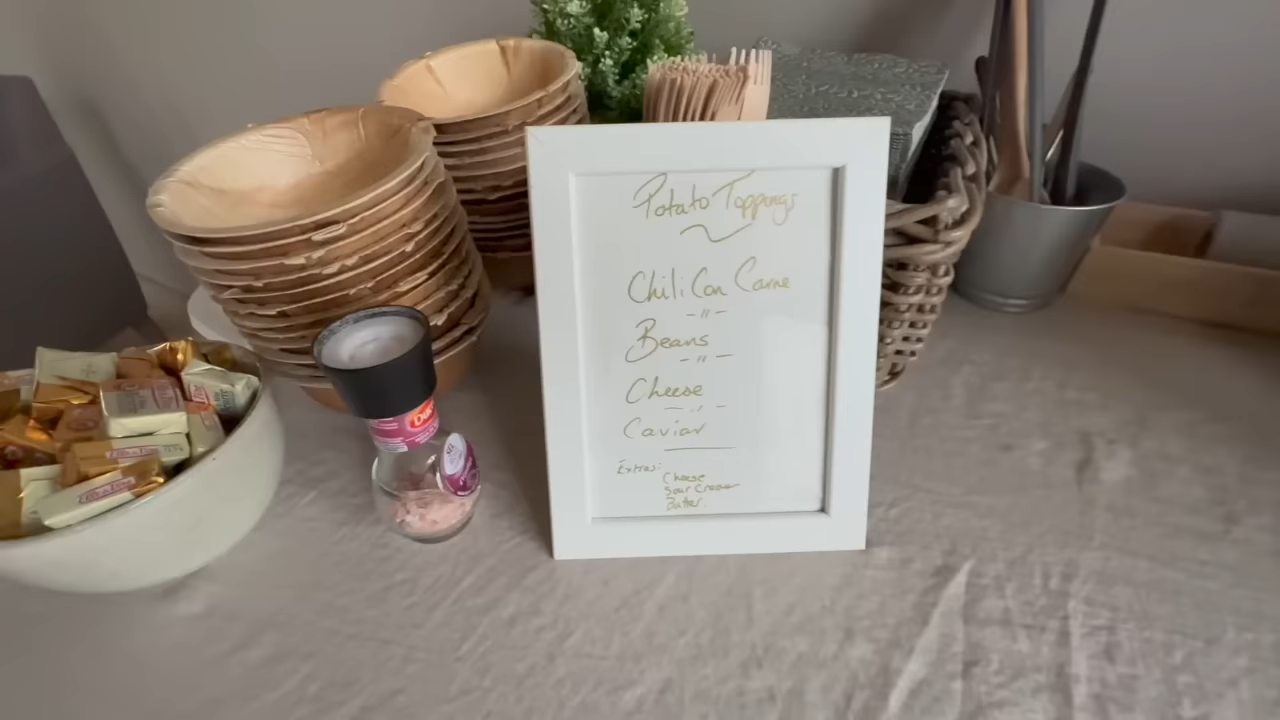 Potato Toppings
Chili Con Carne
- " -
Beans
- " -
Cheese
- " -
Caviar
Extras:
Cheese
Sour Cream
Butter.